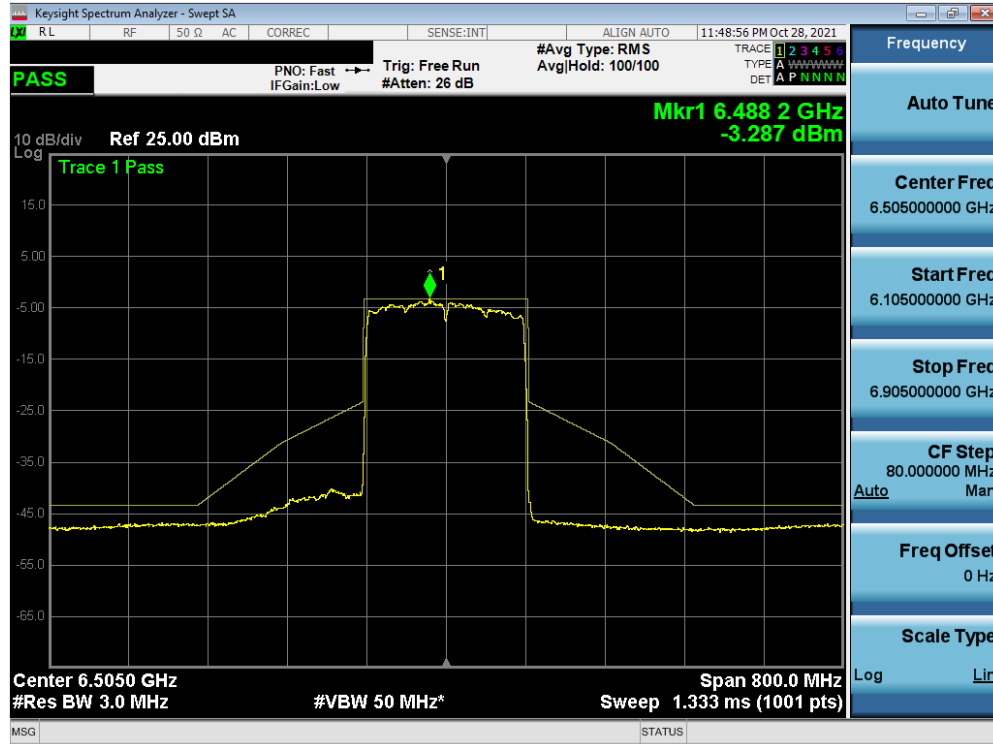 Keysight Spectrum Analyzer - Swept SA
LXI RL RF 50 Ω AC CORREC SENSE:INT ALIGN AUTO 11:48:56 PM Oct 28, 2021
PASS
PNO: Fast
IFGain:Low
Trig: Free Run
#Atten: 26 dB
#Avg Type: RMS
Avg|Hold: 100/100
TRACE 1 2 3 4 5 6
TYPE A WWWWW
DET A P N N N N
Mkr1 6.488 2 GHz
-3.287 dBm
10 dB/div Ref 25.00 dBm
Log
Trace 1 Pass
1
15.0
5.00
-5.00
-15.0
-25.0
-35.0
-45.0
-55.0
-65.0
Center 6.5050 GHz Span 800.0 MHz
#Res BW 3.0 MHz #VBW 50 MHz* Sweep 1.333 ms (1001 pts)
MSG STATUS
Frequency
Auto Tune
Center Freq
6.505000000 GHz
Start Freq
6.105000000 GHz
Stop Freq
6.905000000 GHz
CF Step
80.000000 MHz
Auto Man
Freq Offset
0 Hz
Scale Type
Log Lin